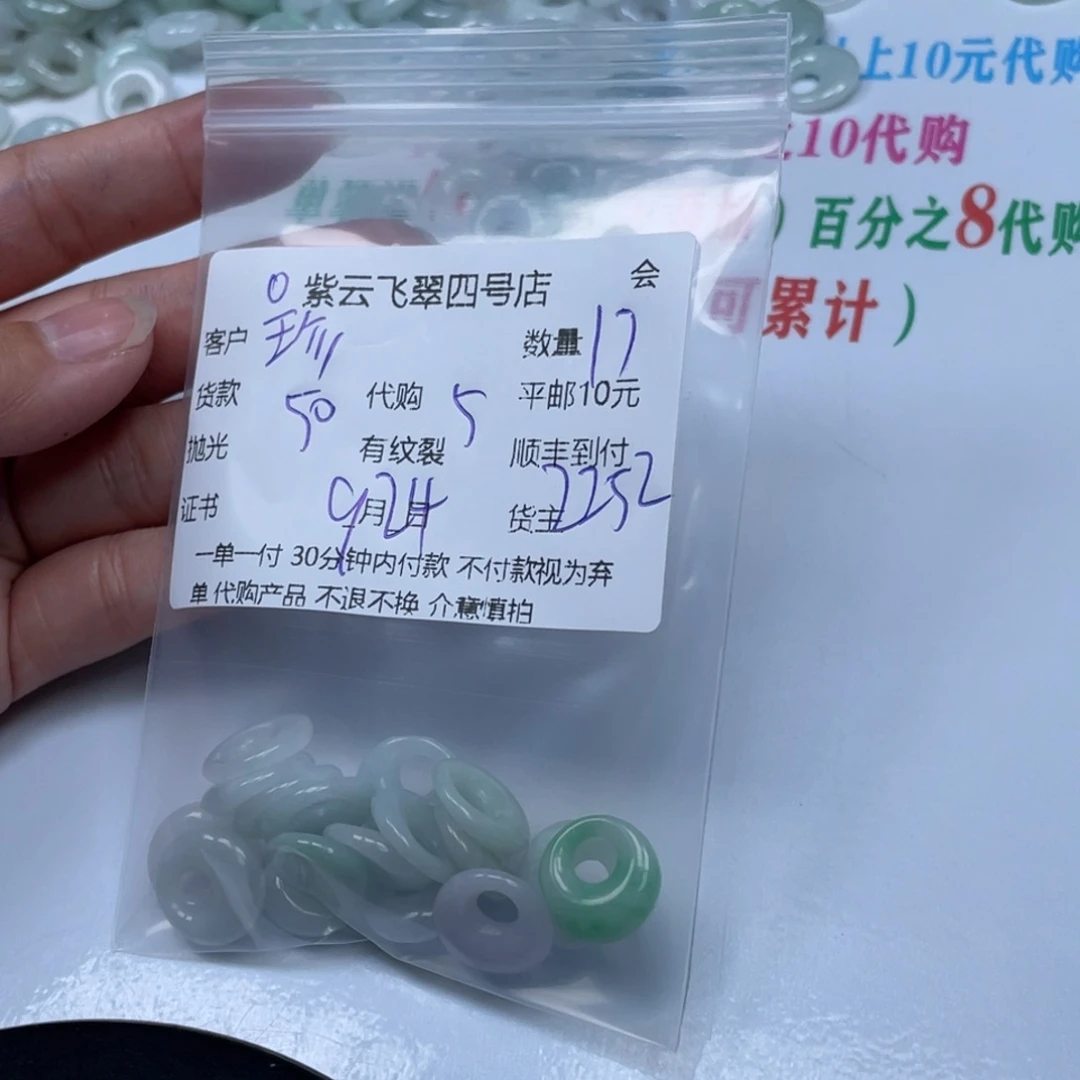 上10元代购
10代购
）百分之8代购
可累计）
紫云飞翠四号店 会
客户 数量 17
货款 50 代购 5 平邮10元
抛光 有纹裂 顺丰到付
证书 9月24日 货主 2252
一单一付 30分钟内付款 不付款视为弃
单 代购产品 不退不换 介意慎拍